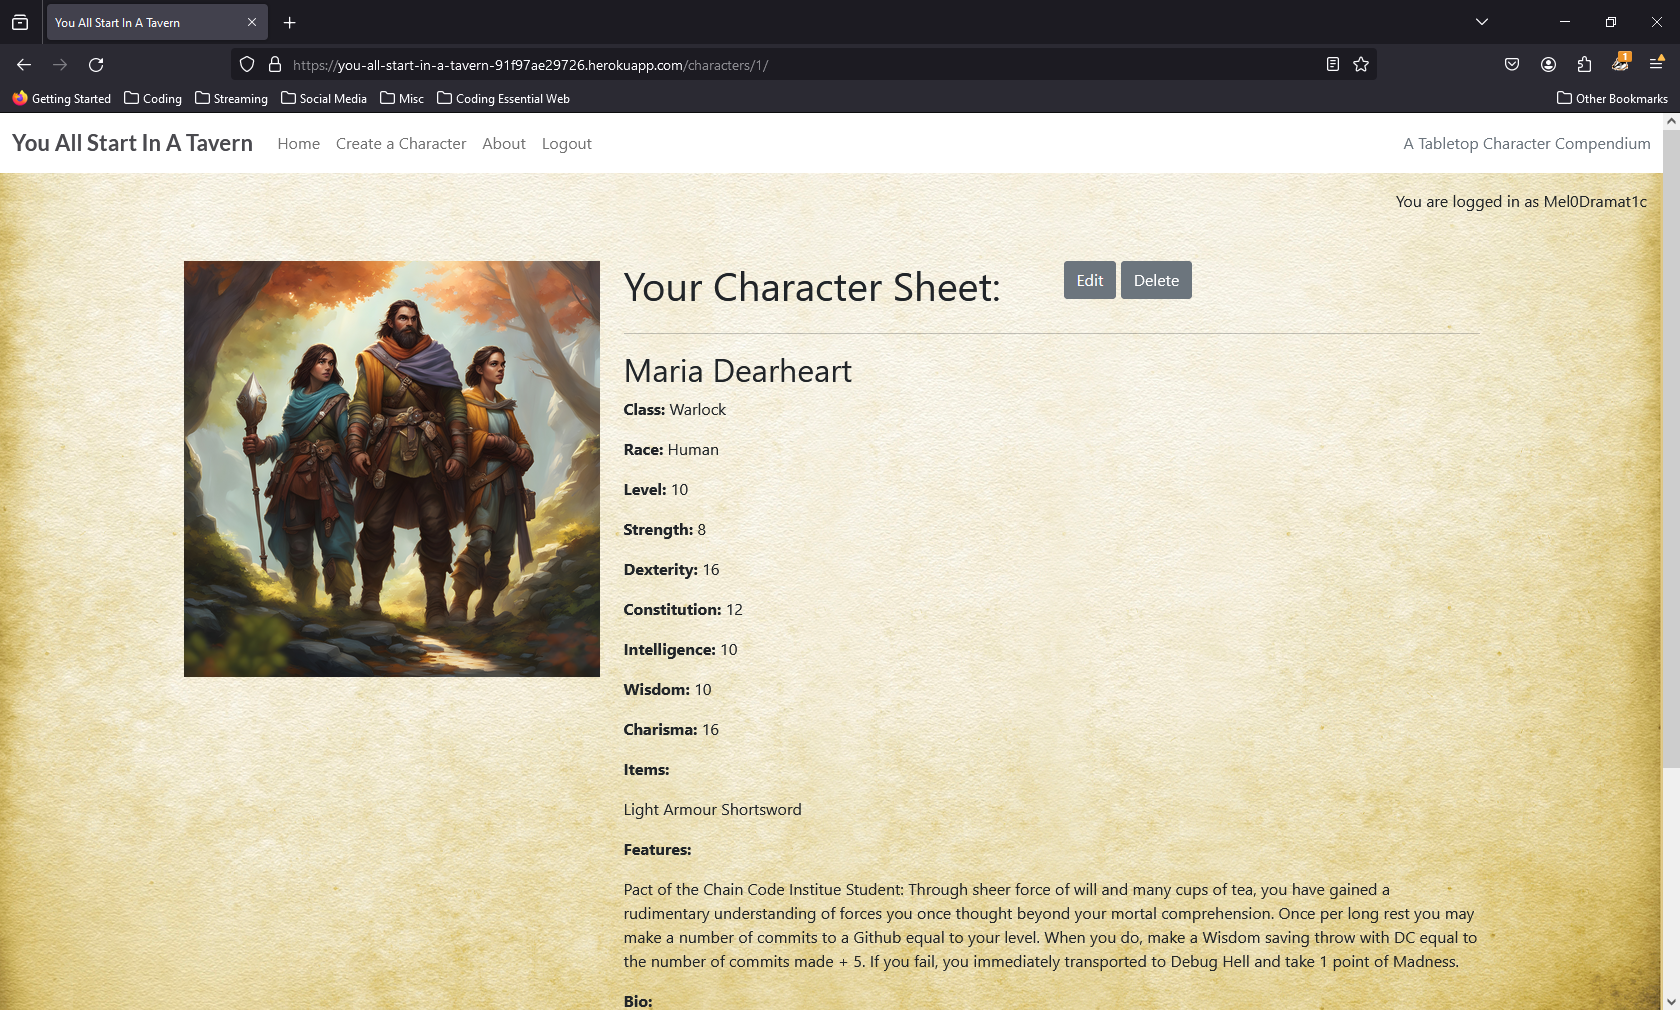 You All Start In A Tavern
https://you-all-start-in-a-tavern-91f97ae29726.herokuapp.com/characters/1/
1
Getting Started Coding Streaming Social Media Misc Coding Essential Web Other Bookmarks
You All Start In A Tavern Home Create a Character About Logout A Tabletop Character Compendium
You are logged in as Mel0Dramat1c
Your Character Sheet: Edit Delete
Maria Dearheart
Class: Warlock
Race: Human
Level: 10
Strength: 8
Dexterity: 16
Constitution: 12
Intelligence: 10
Wisdom: 10
Charisma: 16
Items:
Light Armour Shortsword
Features:
Pact of the Chain Code Institue Student: Through sheer force of will and many cups of tea, you have gained a
rudimentary understanding of forces you once thought beyond your mortal comprehension. Once per long rest you may
make a number of commits to a Github equal to your level. When you do, make a Wisdom saving throw with DC equal to
the number of commits made + 5. If you fail, you immediately transported to Debug Hell and take 1 point of Madness.
Bio: